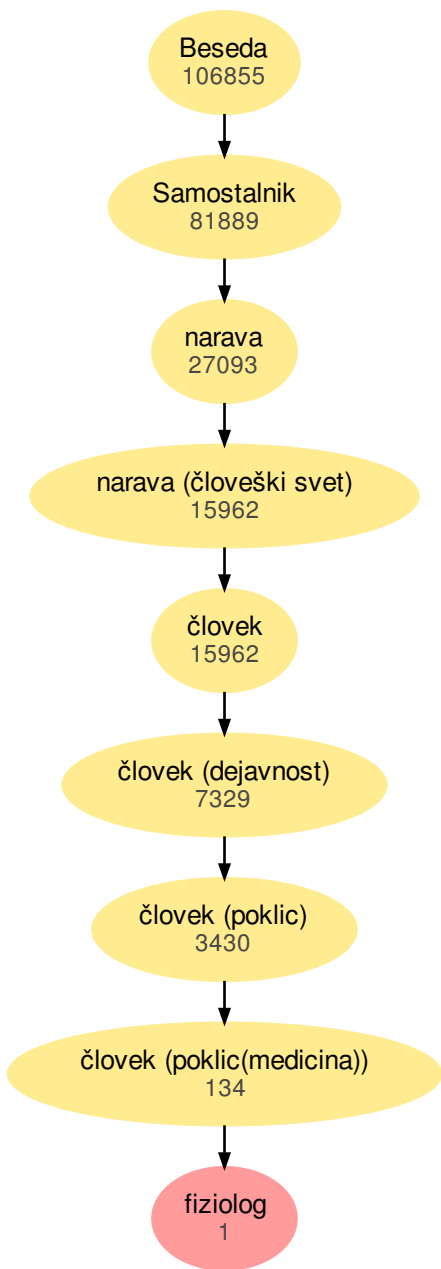 Beseda
106855
Samostalnik
81889
narava
27093
narava (človeški svet)
15962
človek
15962
človek (dejavnost)
7329
človek (poklic)
3430
človek (poklic(medicina))
134
fiziolog
1